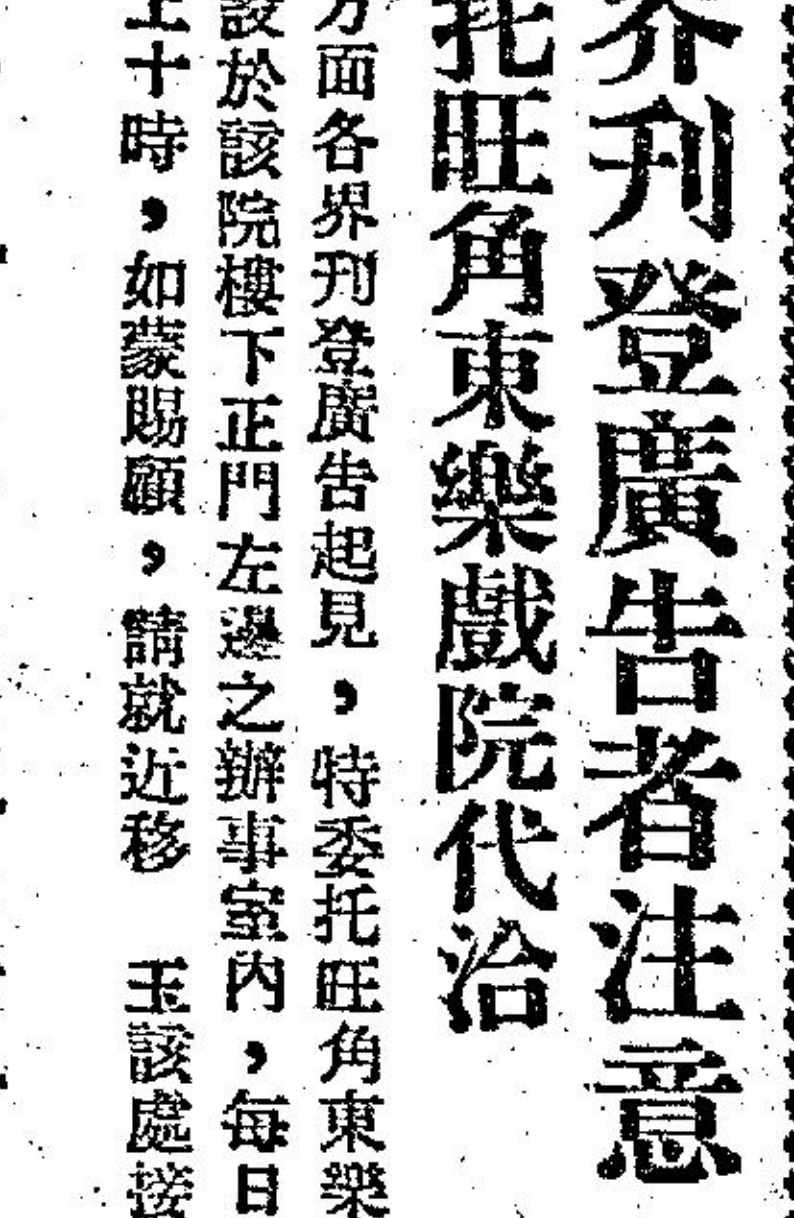 界刋登廣告者注意
托旺角東樂戲院代洽
方面各界刋登廣告起見，特委托旺角東樂
設於該院樓下正門左邊之辦事室內，每日
上十時，如蒙賜顧，請就近移　玉該處接